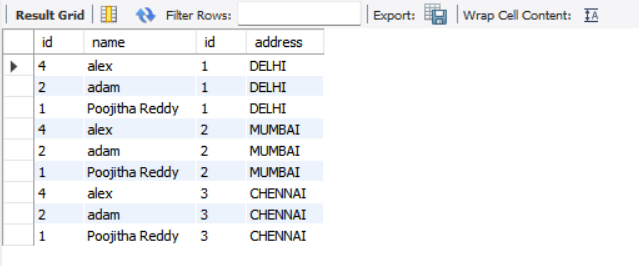 Result Grid Filter Rows: Export: Wrap Cell Content: IA
id name id address
4 alex 1 DELHI
2 adam 1 DELHI
1 Poojitha Reddy 1 DELHI
4 alex 2 MUMBAI
2 adam 2 MUMBAI
1 Poojitha Reddy 2 MUMBAI
4 alex 3 CHENNAI
2 adam 3 CHENNAI
1 Poojitha Reddy 3 CHENNAI